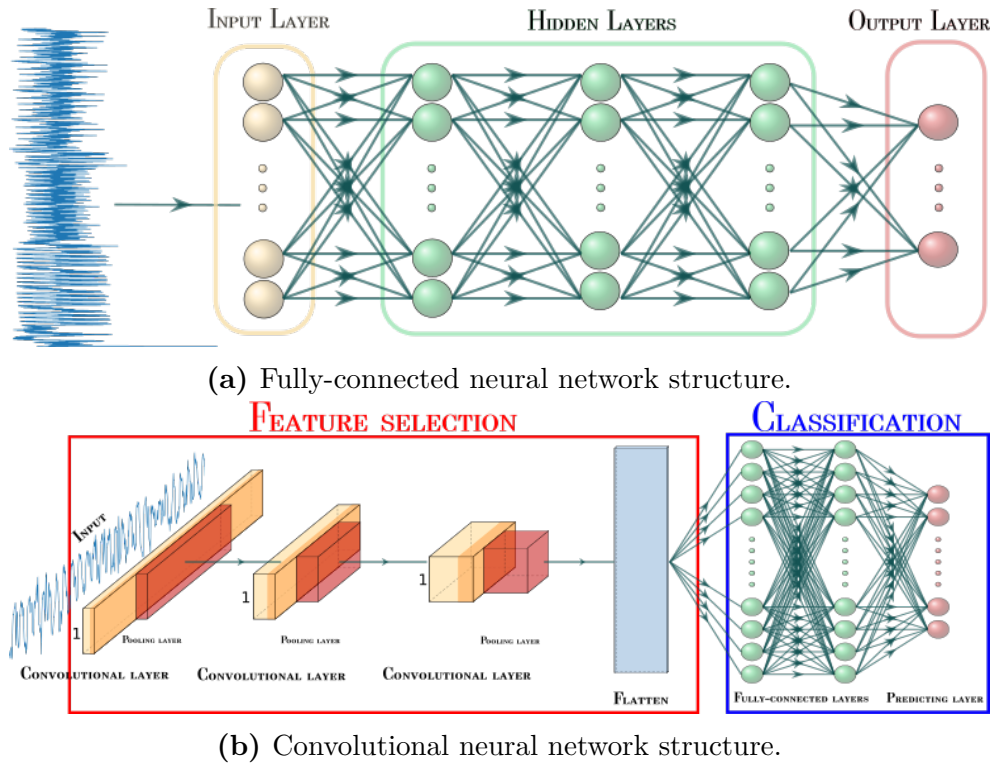 Input Layer
Hidden Layers
Output Layer
(a) Fully-connected neural network structure.
Feature selection
Classification
Input
1
Pooling layer
Convolutional layer
1
Pooling layer
Convolutional layer
1
Pooling layer
Convolutional layer
Flatten
Fully-connected layers
Predicting layer
(b) Convolutional neural network structure.